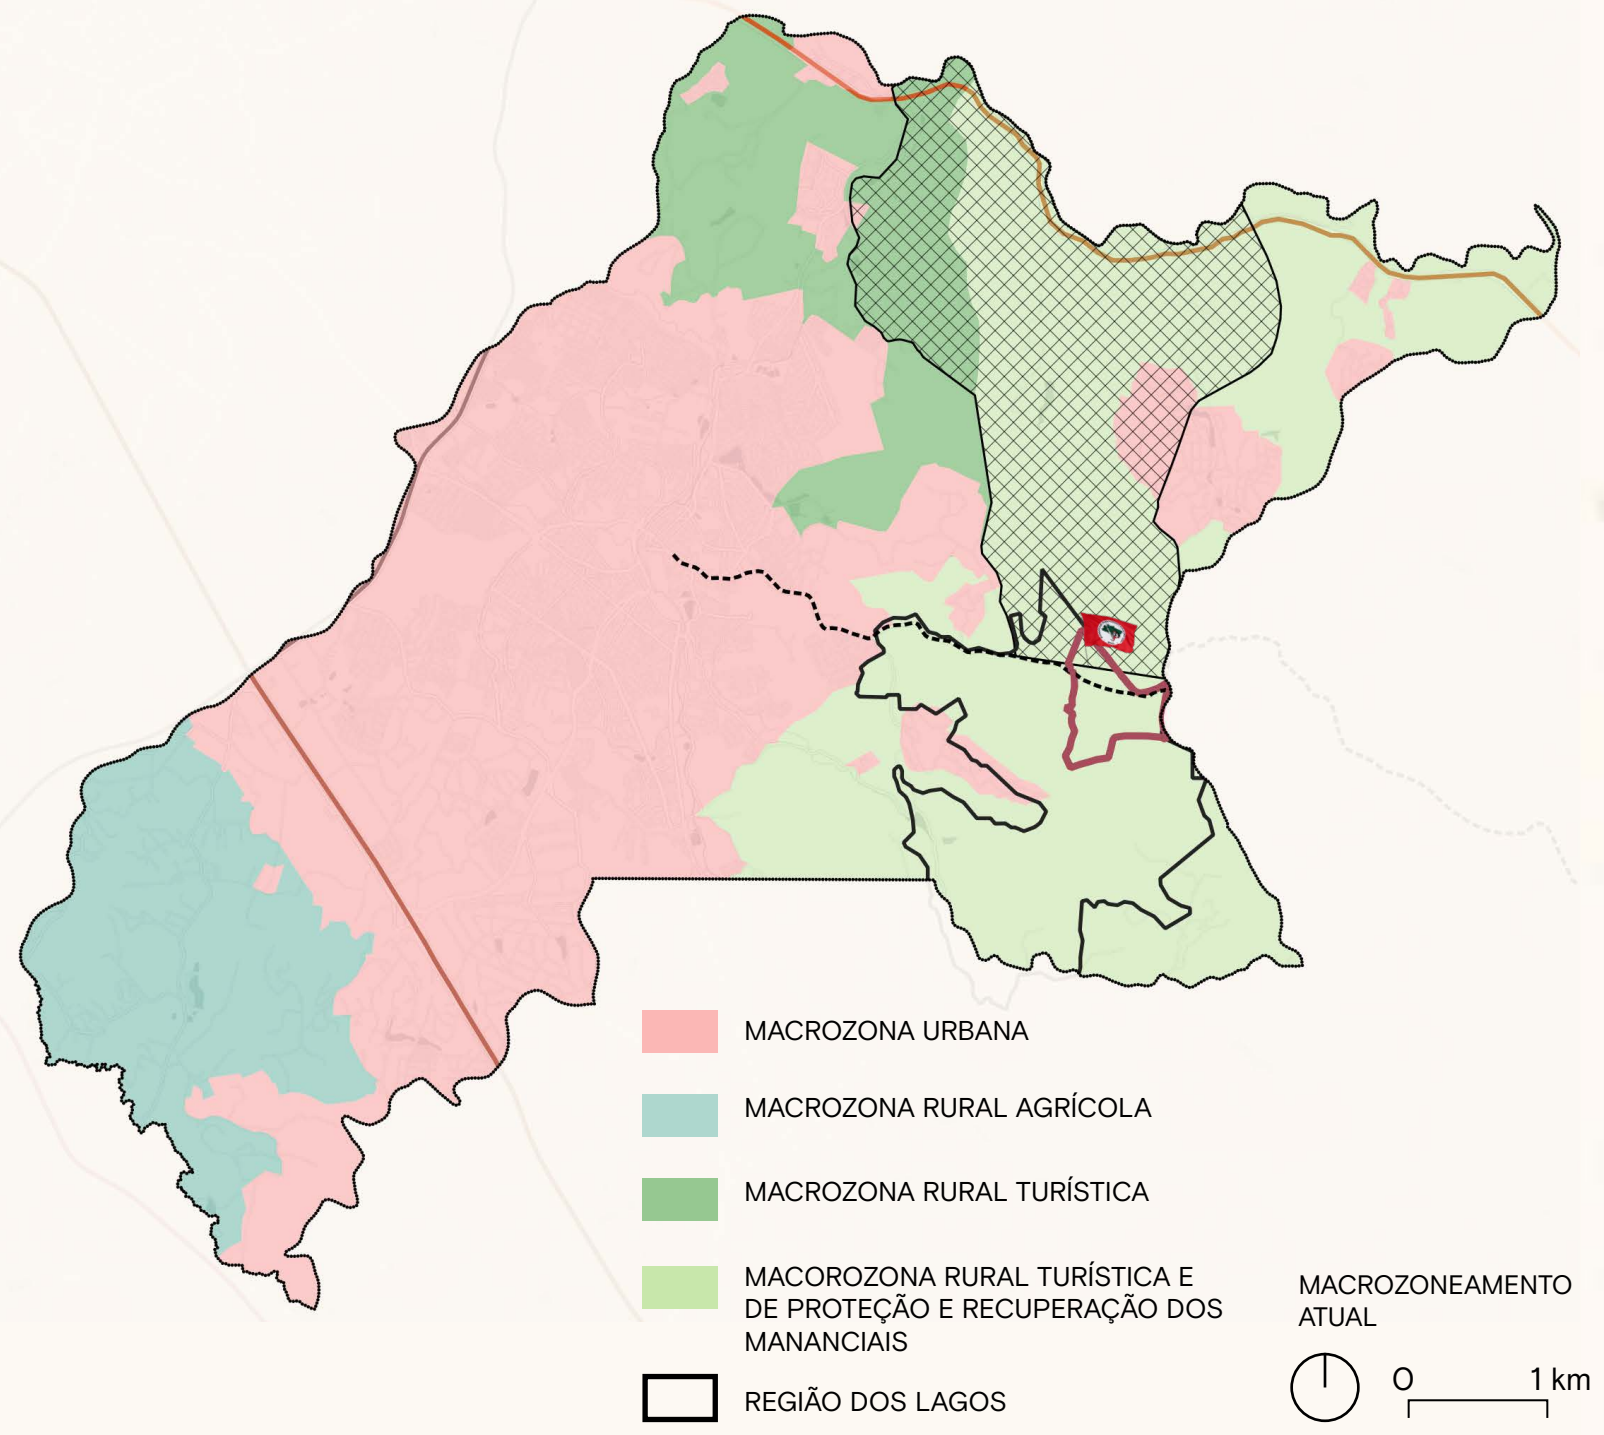 MACROZONA URBANA
MACROZONA RURAL AGRÍCOLA
MACROZONA RURAL TURÍSTICA
MACOROZONA RURAL TURÍSTICA E
DE PROTEÇÃO E RECUPERAÇÃO DOS
MANANCIAIS
REGIÃO DOS LAGOS
MACROZONEAMENTO
ATUAL
0 1 km